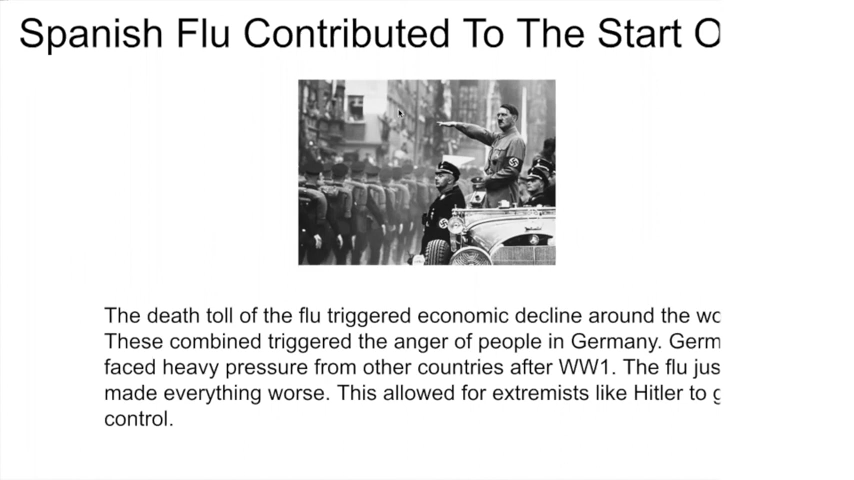 Spanish Flu Contributed To The Start O
The death toll of the flu triggered economic decline around the
These combined triggered the anger of people in Germany. Germ
faced heavy pressure from other countries after WW1. The flu jus
made everything worse. This allowed for extremists like Hitler to
control.